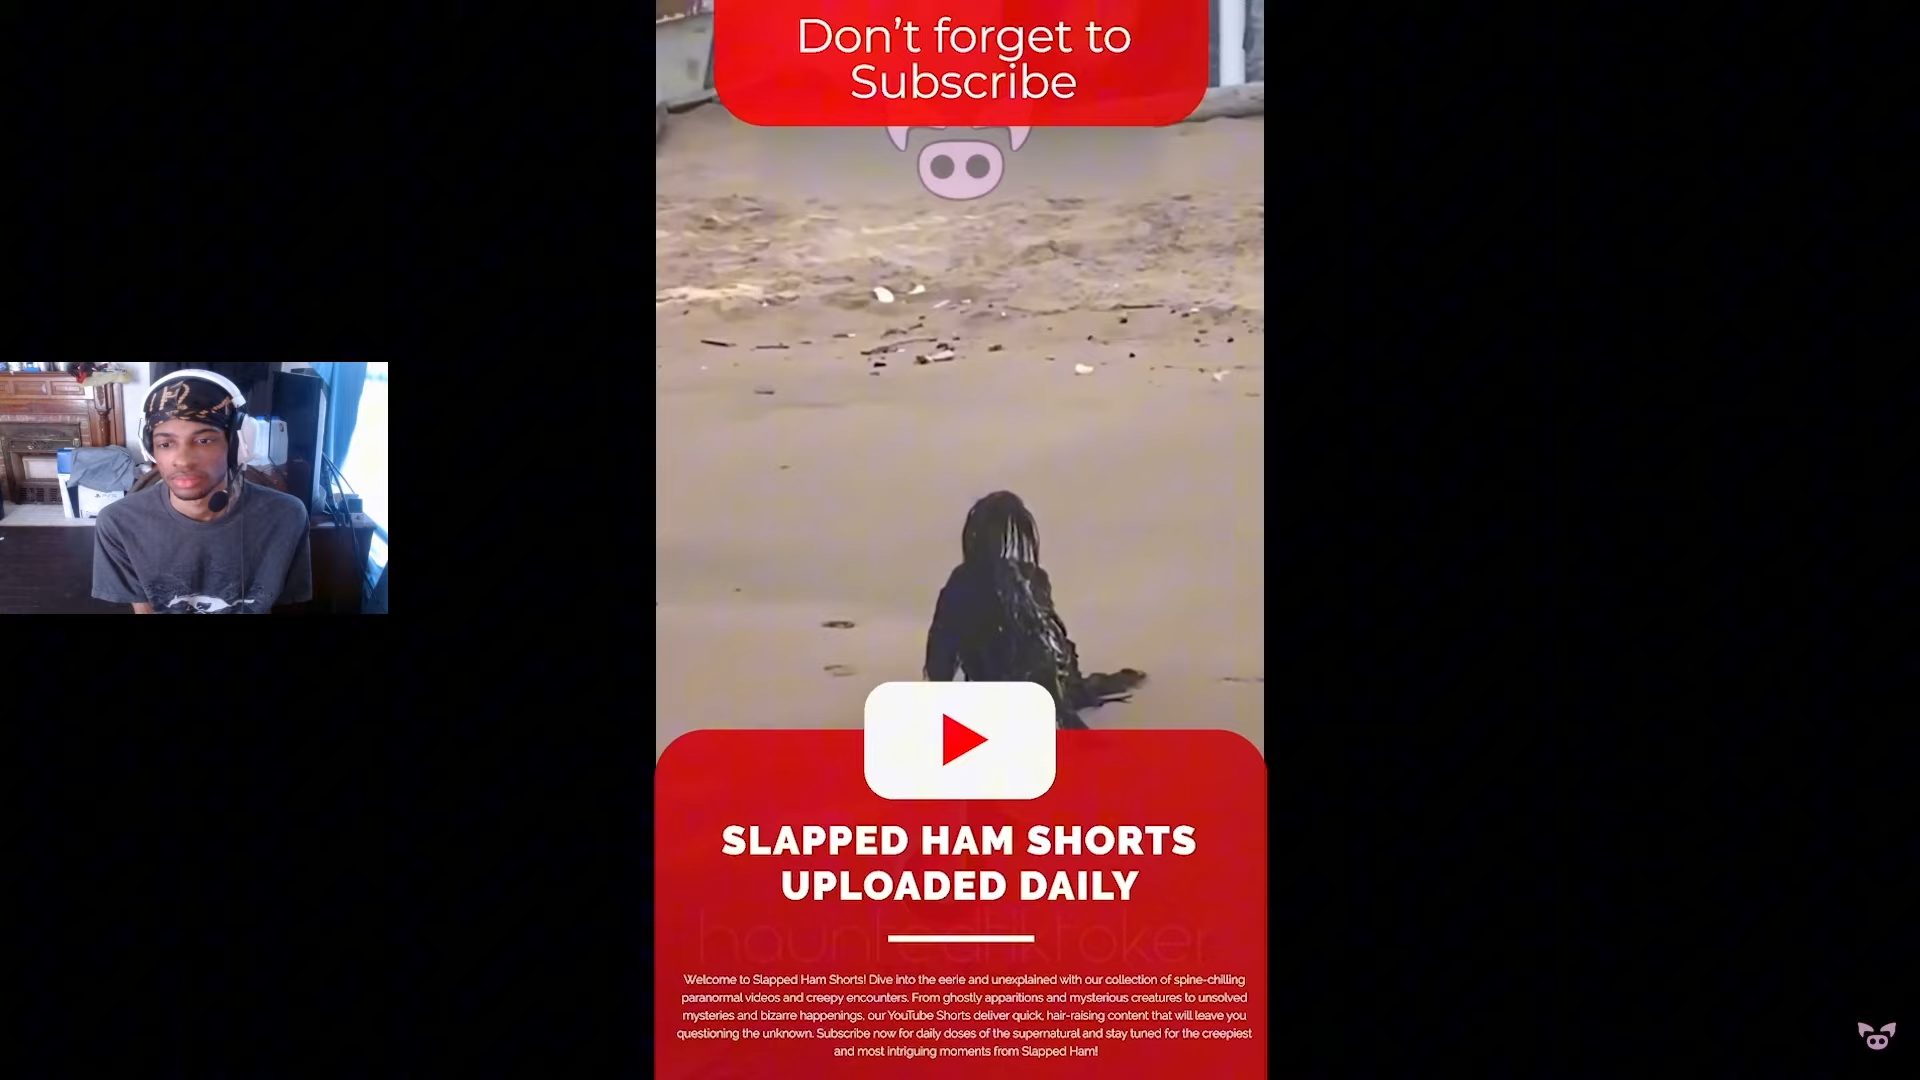 Don't forget to
Subscribe
SLAPPED HAM SHORTS
UPLOADED DAILY
hauntedtiktoker
Welcome to Slapped Ham Shorts! Dive into the eerie and unexplained with our collection of spine-chilling
paranormal videos and creepy encounters. From ghostly apparitions and mysterious creatures to unsolved
mysteries and bizarre happenings, our YouTube Shorts deliver quick, hair-raising content that will leave you
questioning the unknown. Subscribe now for daily doses of the supernatural and stay tuned for the creepiest
and most intriguing moments from Slapped Ham!